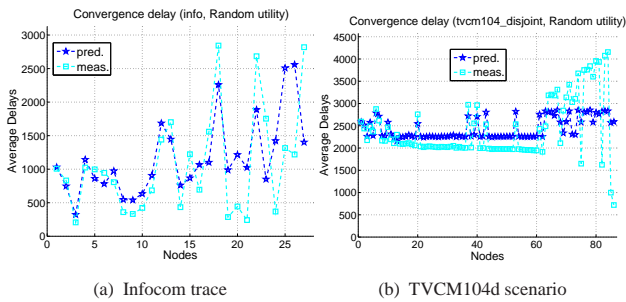 Convergence delay (info, Random utility)
3000
2500
2000
1500
1000
500
0
Average Delays
pred.
meas.
0 5 10 15 20 25
Nodes
(a) Infocom trace
Convergence delay (tvcm104_disjoint, Random utility)
4500
4000
3500
3000
2500
2000
1500
1000
500
0
Average Delays
pred.
meas.
0 20 40 60 80
Nodes
(b) TVCM104d scenario